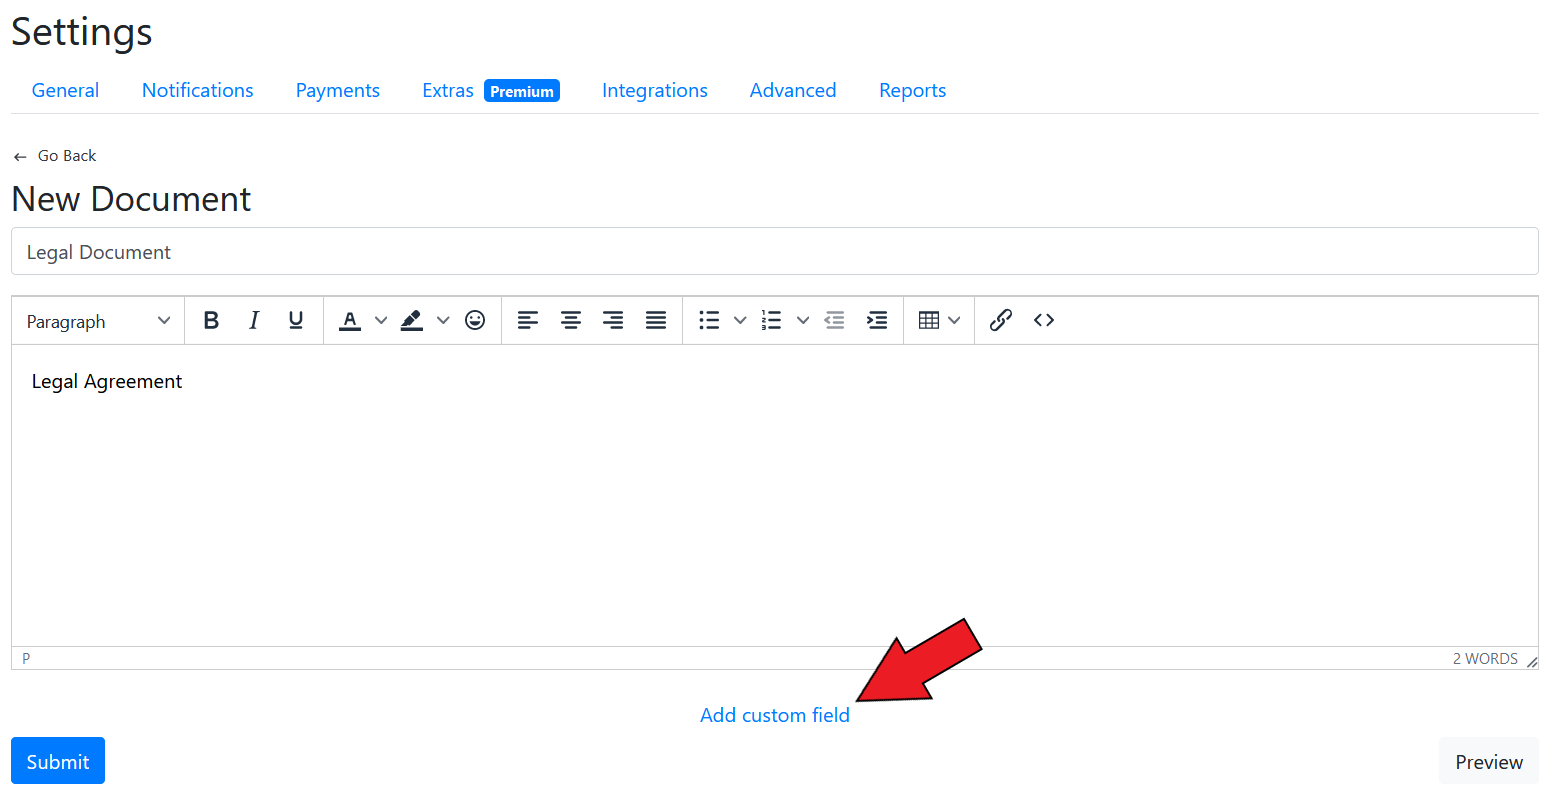 Settings
General Notifications Payments Extras Premium Integrations Advanced Reports
← Go Back
New Document
Legal Document
Paragraph B I U A
Legal Agreement
P 2 WORDS
Add custom field
Submit Preview